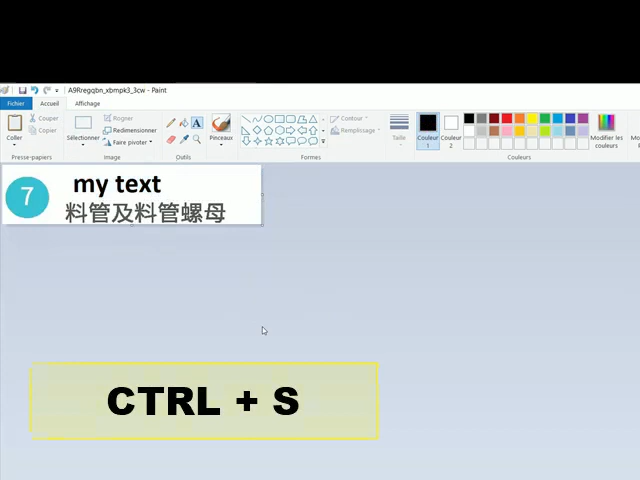 A9Rregqbn_xbmpk3_3cw - Paint
Fichier Accueil Affichage
Coller
Couper
Copier
Presse-papiers
Sélectionner
Rogner
Redimensionner
Faire pivoter
Image
Pinceaux
Outils
Contour
Remplissage
Formes
Taille
Couleur 1
Couleur 2
Modifier les couleurs
Couleurs
7
my text
料管及料管螺母
CTRL + S